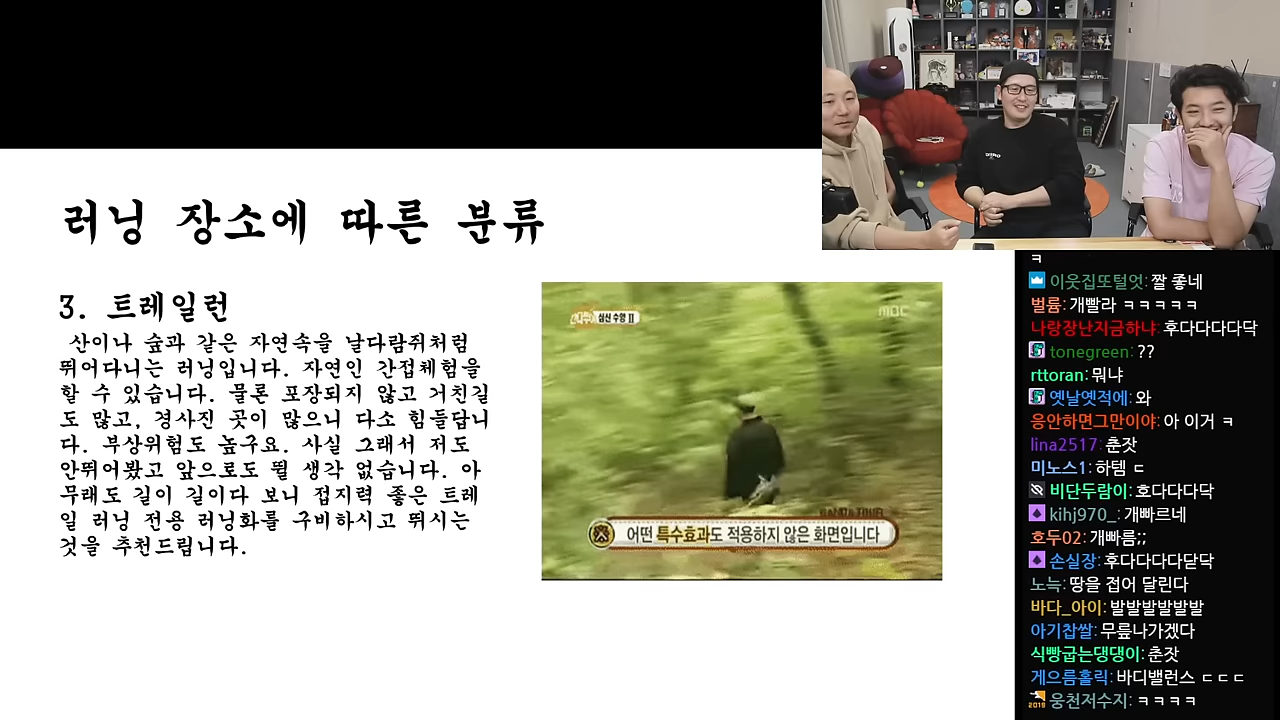 러닝 장소에 따른 분류
3. 트레일런
산이나 숲과 같은 자연속을 날다람쥐처럼
뛰어다니는 러닝입니다. 자연인 간접체험을
할 수 있습니다. 물론 포장되지 않고 거친길
도 많고, 경사진 곳이 많으니 다소 힘들답니
다. 부상위험도 높구요. 사실 그래서 저도
안뛰어봤고 앞으로도 뛸 생각 없습니다. 아
무래도 길이 길이다 보니 접지력 좋은 트레
일 러닝 전용 러닝화를 구비하시고 뛰시는
것을 추천드립니다.
심신 수양 II
MBC
어떤 특수효과도 적용하지 않은 화면입니다
ㅋ
이웃집또털엇: 짤 좋네
벌륨: 개빨라 ㅋㅋㅋㅋㅋ
나랑장난지금하냐: 후다다다다닥
tonegreen: ??
rttoran: 뭐냐
옛날옛적에: 와
응안하면그만이야: 아 이거 ㅋ
lina2517: 춘잣
미노스1: 하템 ㄷ
비단두람이: 호다다다닥
kihj970_: 개빠르네
호두02: 개빠름;;
손실장: 후다다다다닫닥
노늑: 땅을 접어 달린다
바다_아이: 발발발발발발
아기찹쌀: 무릎나가겠다
식빵굽는댕댕이: 춘잣
게으름홀릭: 바디밸런스 ㄷㄷㄷ
2018 웅천저수지: ㅋㅋㅋㅋ